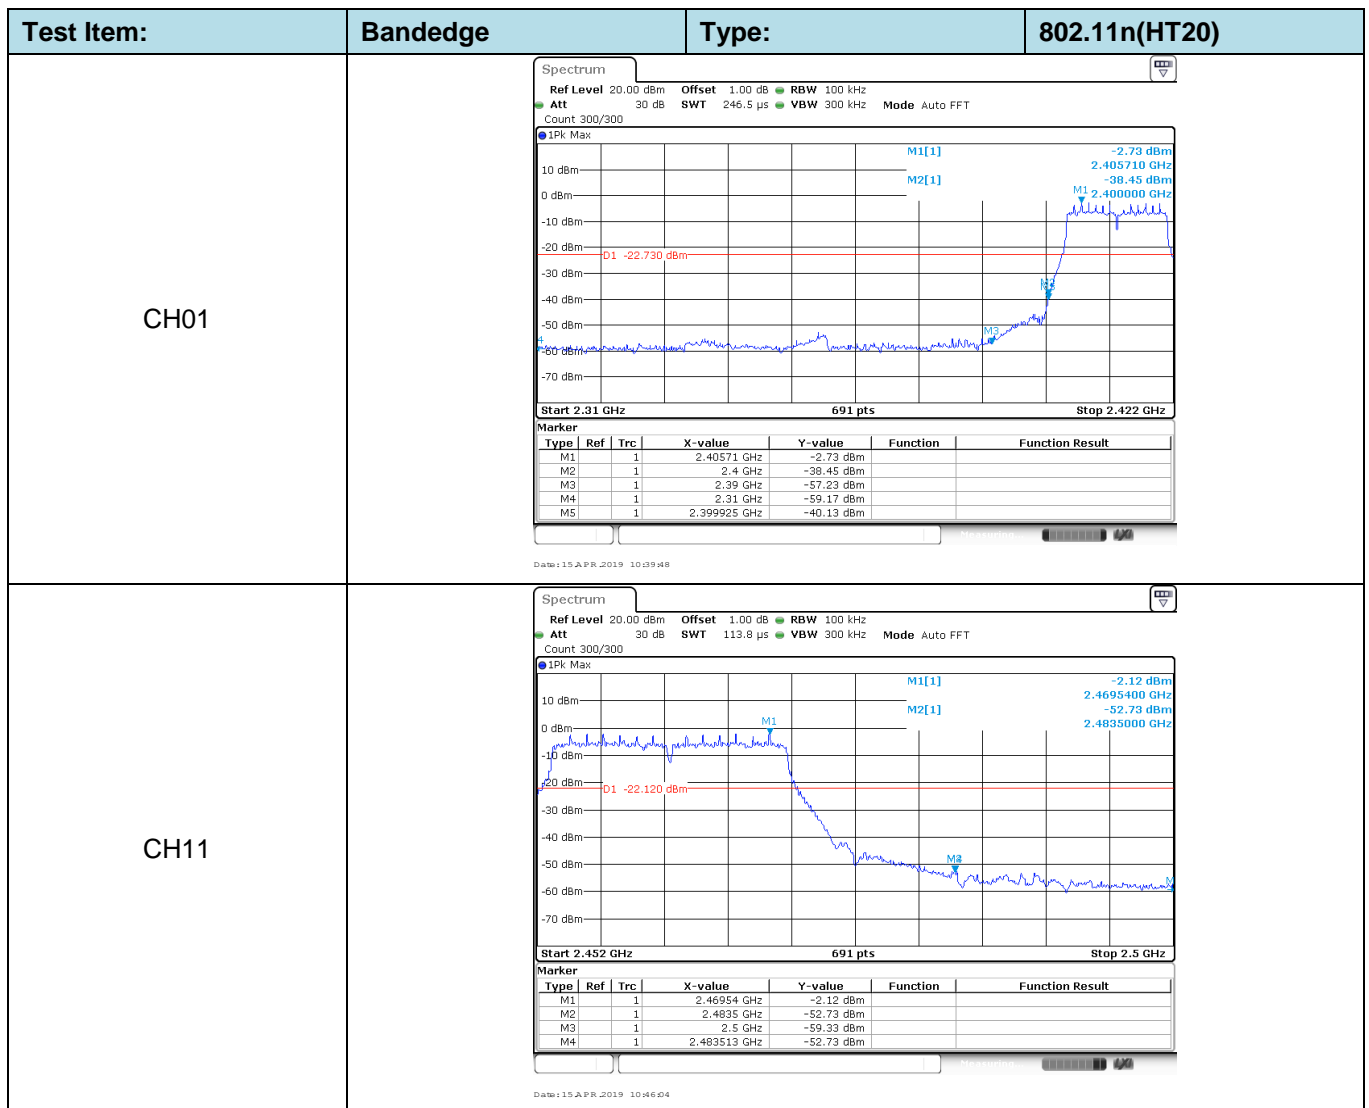 Test Item: Bandedge Type: 802.11n(HT20)
CH01
Spectrum
Ref Level 20.00 dBm Offset 1.00 dB RBW 100 kHz
Att 30 dB SWT 246.5 µs VBW 300 kHz Mode Auto FFT
Count 300/300
1Pk Max
M1[1] -2.73 dBm
2.405710 GHz
M2[1] -38.45 dBm
2.400000 GHz
M1
10 dBm
0 dBm
-10 dBm
-20 dBm
D1 -22.730 dBm
-30 dBm
-40 dBm
-50 dBm
M3
-60 dBm
-70 dBm
Start 2.31 GHz 691 pts Stop 2.422 GHz
Marker
Type Ref Trc X-value Y-value Function Function Result
M1 1 2.40571 GHz -2.73 dBm
M2 1 2.4 GHz -38.45 dBm
M3 1 2.39 GHz -57.23 dBm
M4 1 2.31 GHz -59.17 dBm
M5 1 2.399925 GHz -40.13 dBm
Measuring...
Date: 15.APR.2019 10:39:48
CH11
Spectrum
Ref Level 20.00 dBm Offset 1.00 dB RBW 100 kHz
Att 30 dB SWT 113.8 µs VBW 300 kHz Mode Auto FFT
Count 300/300
1Pk Max
M1[1] -2.12 dBm
2.4695400 GHz
M2[1] -52.73 dBm
2.4835000 GHz
M1
10 dBm
0 dBm
-10 dBm
-20 dBm
D1 -22.120 dBm
-30 dBm
-40 dBm
-50 dBm
-60 dBm
-70 dBm
Start 2.452 GHz 691 pts Stop 2.5 GHz
Marker
Type Ref Trc X-value Y-value Function Function Result
M1 1 2.46954 GHz -2.12 dBm
M2 1 2.4835 GHz -52.73 dBm
M3 1 2.5 GHz -59.33 dBm
M4 1 2.483513 GHz -52.73 dBm
Measuring...
Date: 15.APR.2019 10:46:04